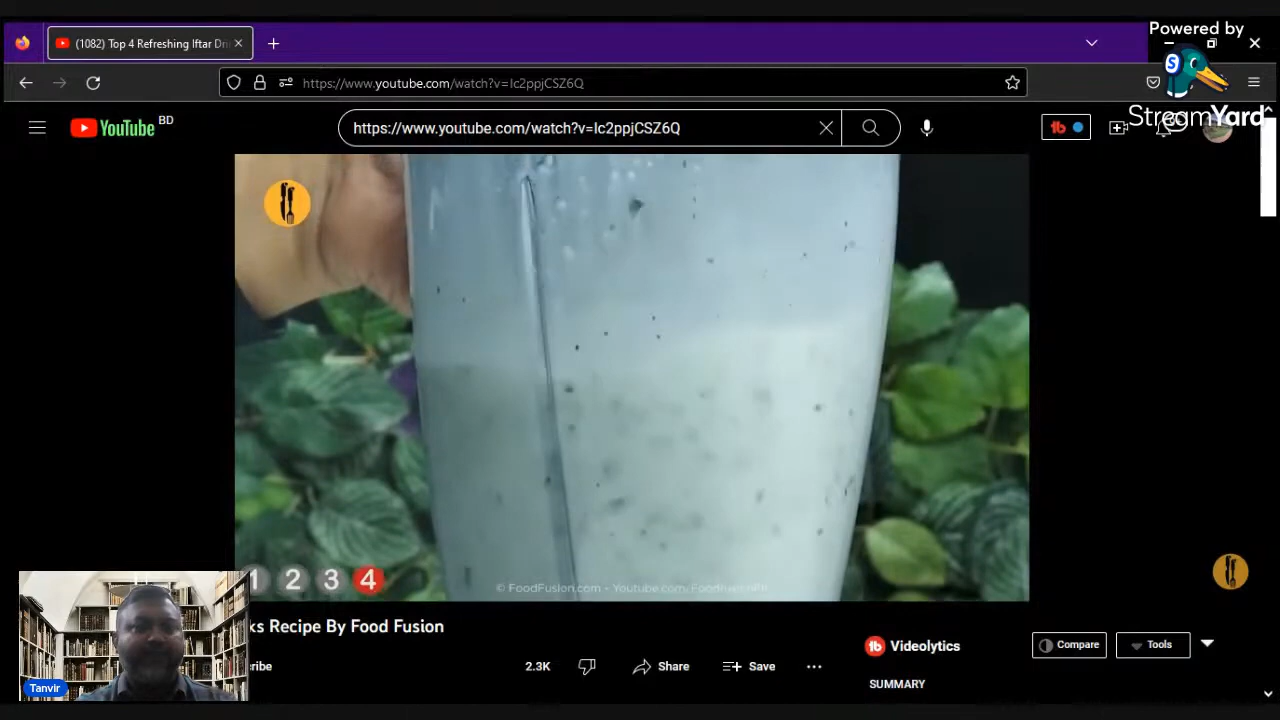 Powered by
StreamYard
(1082) Top 4 Refreshing Iftar Dri
https://www.youtube.com/watch?v=Ic2ppjCSZ6Q
YouTube BD
https://www.youtube.com/watch?v=Ic2ppjCSZ6Q
1 2 3 4
© FoodFusion.com - Youtube.com/
ks Recipe By Food Fusion
Videolytics
Compare
Tools
ribe
2.3K
Share
Save
SUMMARY
Tanvir